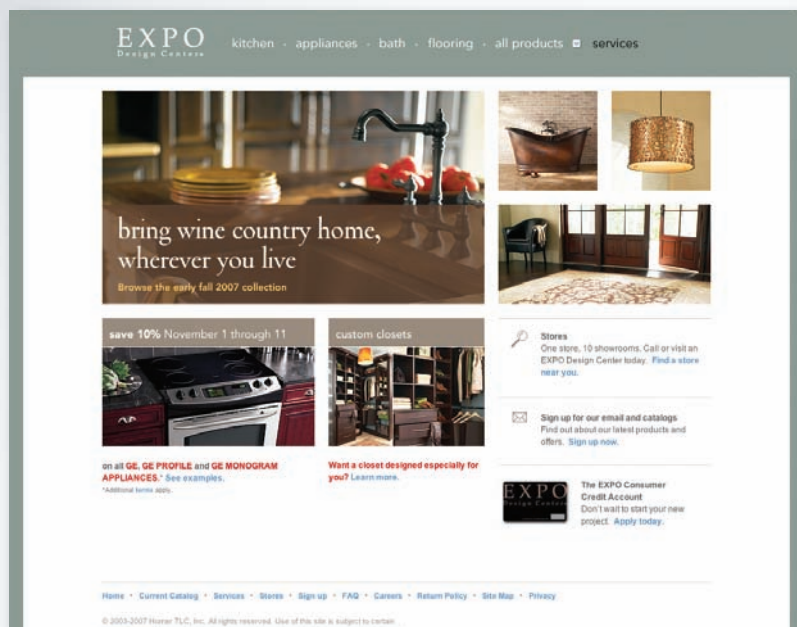 EXPO
Design Centers
kitchen · appliances · bath · flooring · all products services
bring wine country home,
wherever you live
Browse the early fall 2007 collection
save 10% November 1 through 11
on all GE, GE PROFILE and GE MONOGRAM
APPLIANCES.* See examples.
*Additional terms apply.
custom closets
Want a closet designed especially for
you? Learn more.
Stores
One store, 10 showrooms. Call or visit an
EXPO Design Center today. Find a store
near you.
Sign up for our email and catalogs
Find out about our latest products and
offers. Sign up now.
EXPO
Design Centers
The EXPO Consumer
Credit Account
Don't wait to start your new
project. Apply today.
Home • Current Catalog • Services • Stores • Sign up • FAQ • Careers • Return Policy • Site Map • Privacy
© 2003-2007 Homer TLC, Inc. All rights reserved. Use of this site is subject to certain